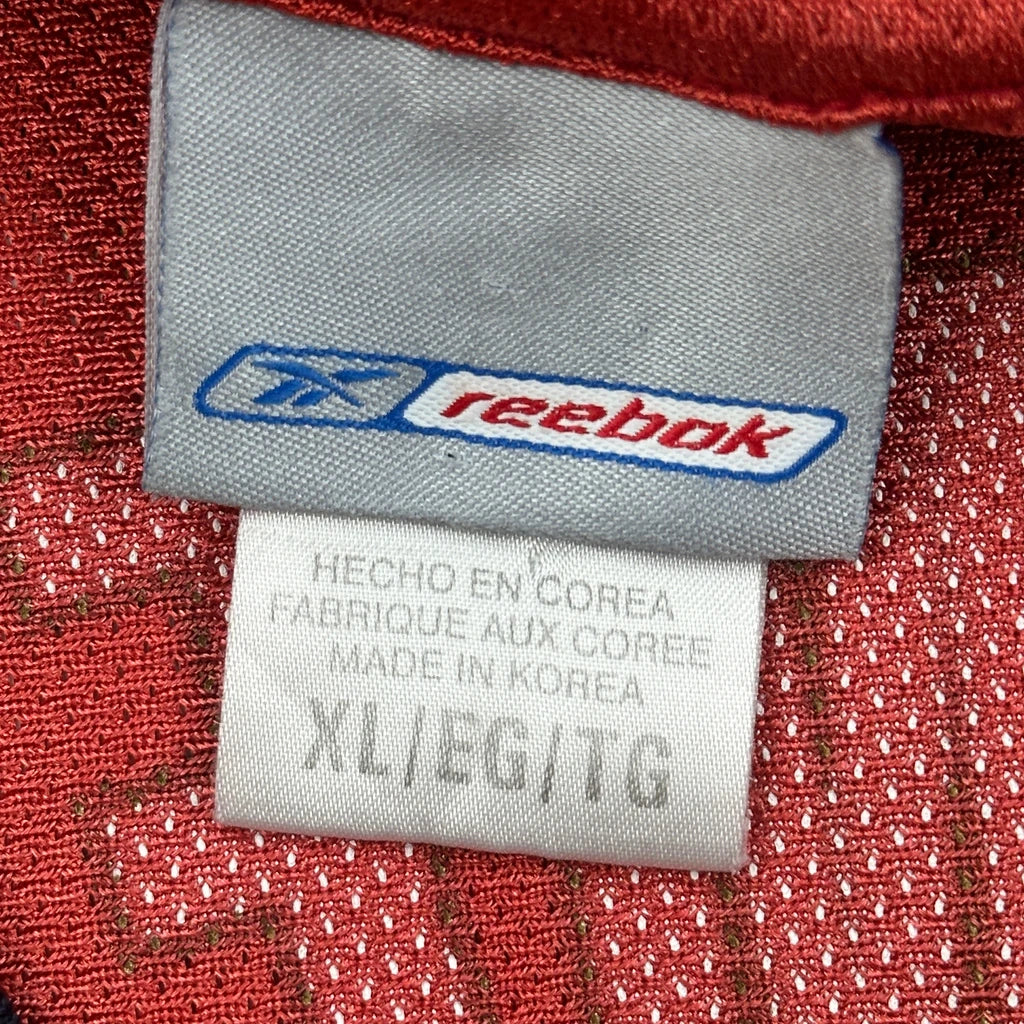 reebok
HECHO EN COREA
FABRIQUE AUX COREE
MADE IN KOREA
XL/EG/TG